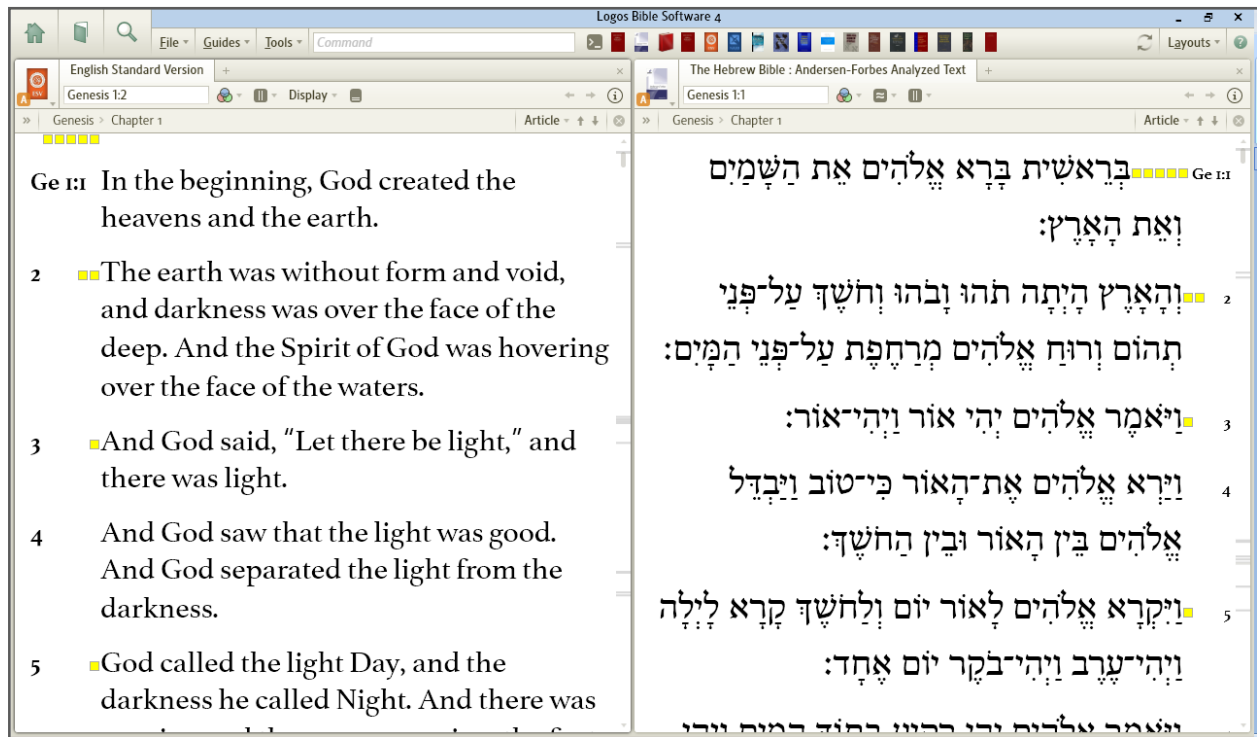 Logos Bible Software 4
File Guides Tools Command Layouts
English Standard Version
Genesis 1:2 Display
Genesis > Chapter 1 Article
Ge 1:1 In the beginning, God created the
heavens and the earth.
2 The earth was without form and void,
and darkness was over the face of the
deep. And the Spirit of God was hovering
over the face of the waters.
3 And God said, “Let there be light,” and
there was light.
4 And God saw that the light was good.
And God separated the light from the
darkness.
5 God called the light Day, and the
darkness he called Night. And there was
The Hebrew Bible : Andersen-Forbes Analyzed Text
Genesis 1:1
Genesis > Chapter 1 Article
Ge 1:1 בְּרֵאשִׁית בָּרָא אֱלֹהִים אֵת הַשָּׁמַיִם
וְאֵת הָאָרֶץ׃
2 וְהָאָרֶץ הָיְתָה תֹהוּ וָבֹהוּ וְחֹשֶׁךְ עַל־פְּנֵי
תְהוֹם וְרוּחַ אֱלֹהִים מְרַחֶפֶת עַל־פְּנֵי הַמָּיִם׃
3 וַיֹּאמֶר אֱלֹהִים יְהִי אוֹר וַיְהִי־אוֹר׃
4 וַיַּרְא אֱלֹהִים אֶת־הָאוֹר כִּי־טוֹב וַיַּבְדֵּל
אֱלֹהִים בֵּין הָאוֹר וּבֵין הַחֹשֶׁךְ׃
5 וַיִּקְרָא אֱלֹהִים לָאוֹר יוֹם וְלַחֹשֶׁךְ קָרָא לָיְלָה
וַיְהִי־עֶרֶב וַיְהִי־בֹקֶר יוֹם אֶחָד׃